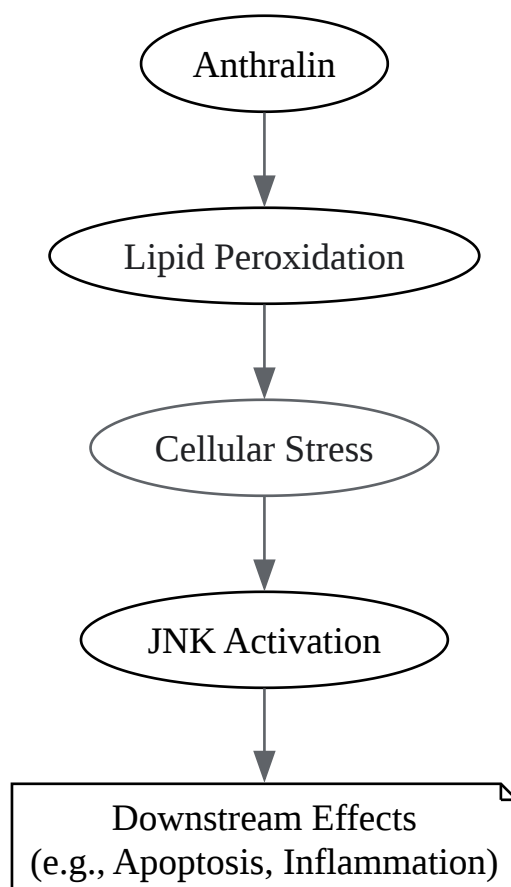 Anthralin
Lipid Peroxidation
Cellular Stress
JNK Activation
Downstream Effects
(e.g., Apoptosis, Inflammation)